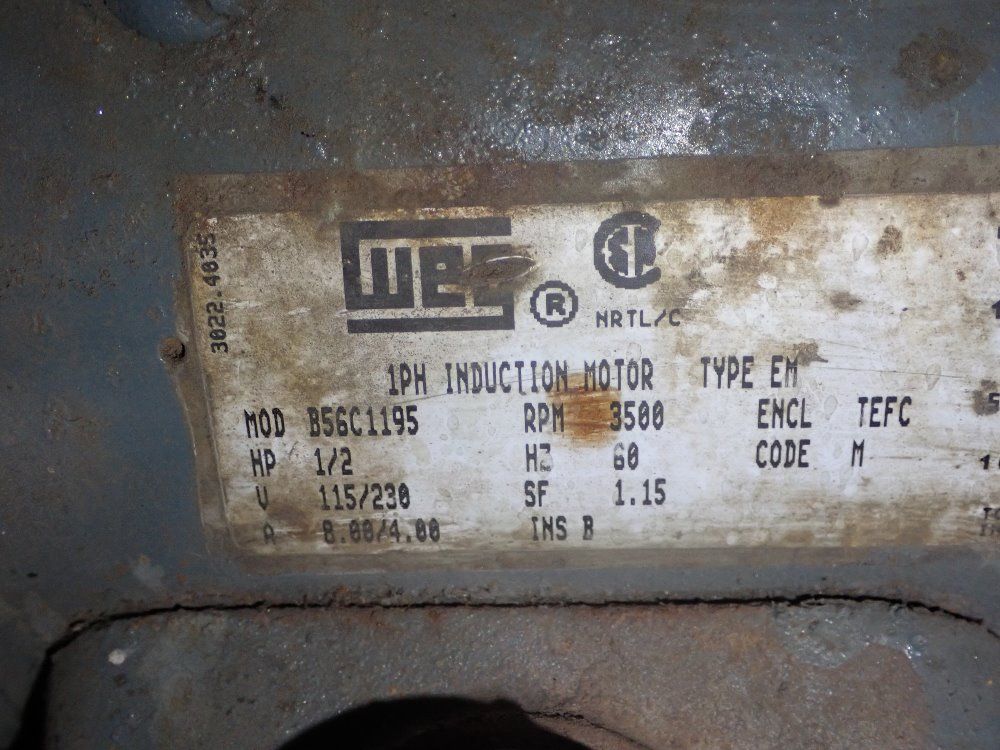 3022.4035
WEG ®
NRTL/C
1PH INDUCTION MOTOR TYPE EM
MOD B56C1195 RPM 3500 ENCL TEFC
HP 1/2 HZ 60 CODE M
V 115/230 SF 1.15
A 8.00/4.00 INS B